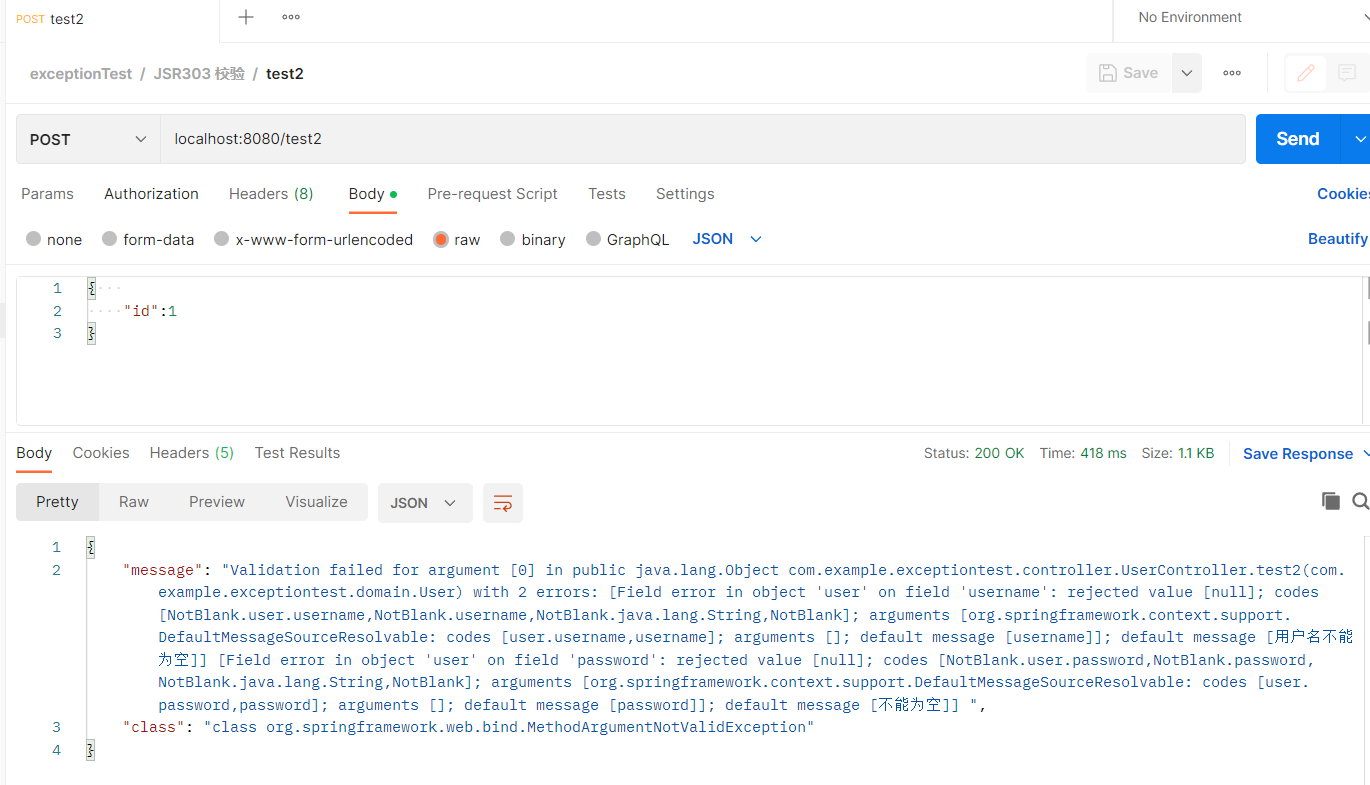 POST test2
No Environment
exceptionTest / JSR303 校验 / test2
Save
POST localhost:8080/test2 Send
Params Authorization Headers (8) Body Pre-request Script Tests Settings Cookies
none form-data x-www-form-urlencoded raw binary GraphQL JSON Beautify
1 {
2 "id":1
3 }
Body Cookies Headers (5) Test Results Status: 200 OK Time: 418 ms Size: 1.1 KB Save Response
Pretty Raw Preview Visualize JSON
1 {
2 "message": "Validation failed for argument [0] in public java.lang.Object com.example.exceptiontest.controller.UserController.test2(com.
example.exceptiontest.domain.User) with 2 errors: [Field error in object 'user' on field 'username': rejected value [null]; codes
[NotBlank.user.username,NotBlank.username,NotBlank.java.lang.String,NotBlank]; arguments [org.springframework.context.support.
DefaultMessageSourceResolvable: codes [user.username,username]; arguments []; default message [username]]; default message [用户名不能
为空]] [Field error in object 'user' on field 'password': rejected value [null]; codes [NotBlank.user.password,NotBlank.password,
NotBlank.java.lang.String,NotBlank]; arguments [org.springframework.context.support.DefaultMessageSourceResolvable: codes [user.
password,password]; arguments []; default message [password]]; default message [不能为空]] ",
3 "class": "class org.springframework.web.bind.MethodArgumentNotValidException"
4 }